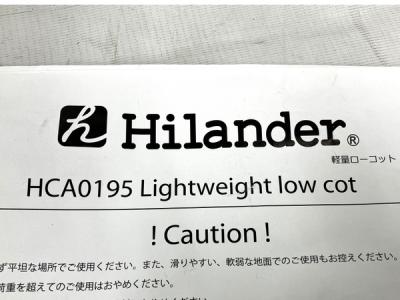 h Hilander®
軽量ローコット
HCA0195 Lightweight low cot
! Caution !
ず平坦な場所でご使用ください。また、滑りやすい、軟弱な地面でのご使用もお控えください。
荷重を超えてのご使用はおやめください。